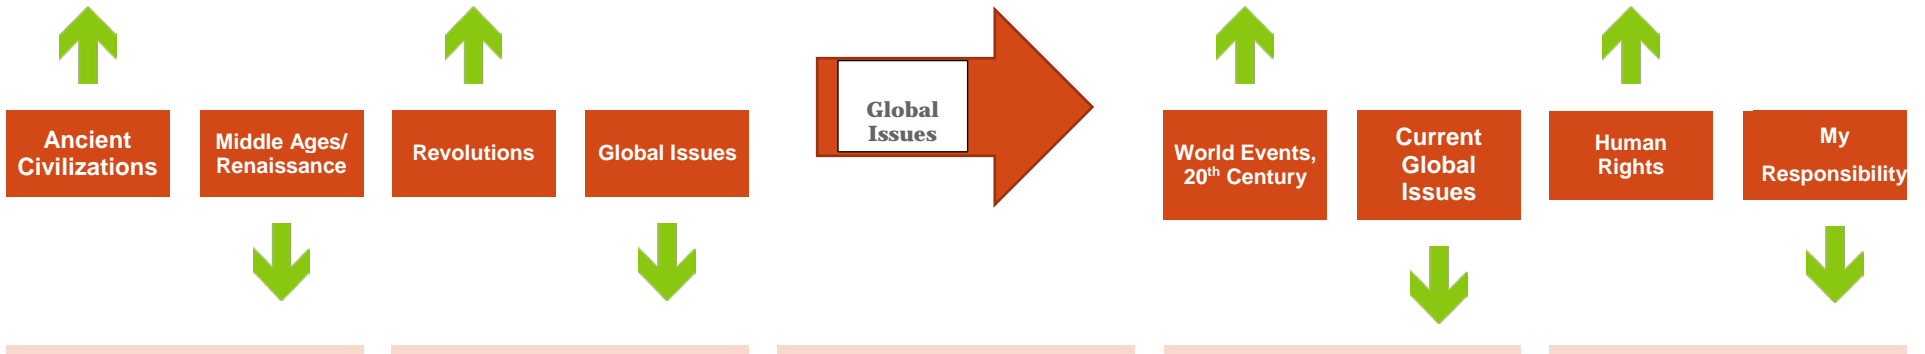 Ancient
Civilizations
Middle Ages/
Renaissance
Revolutions
Global Issues
Global
Issues
World Events,
20th Century
Current
Global
Issues
Human
Rights
My
Responsibility